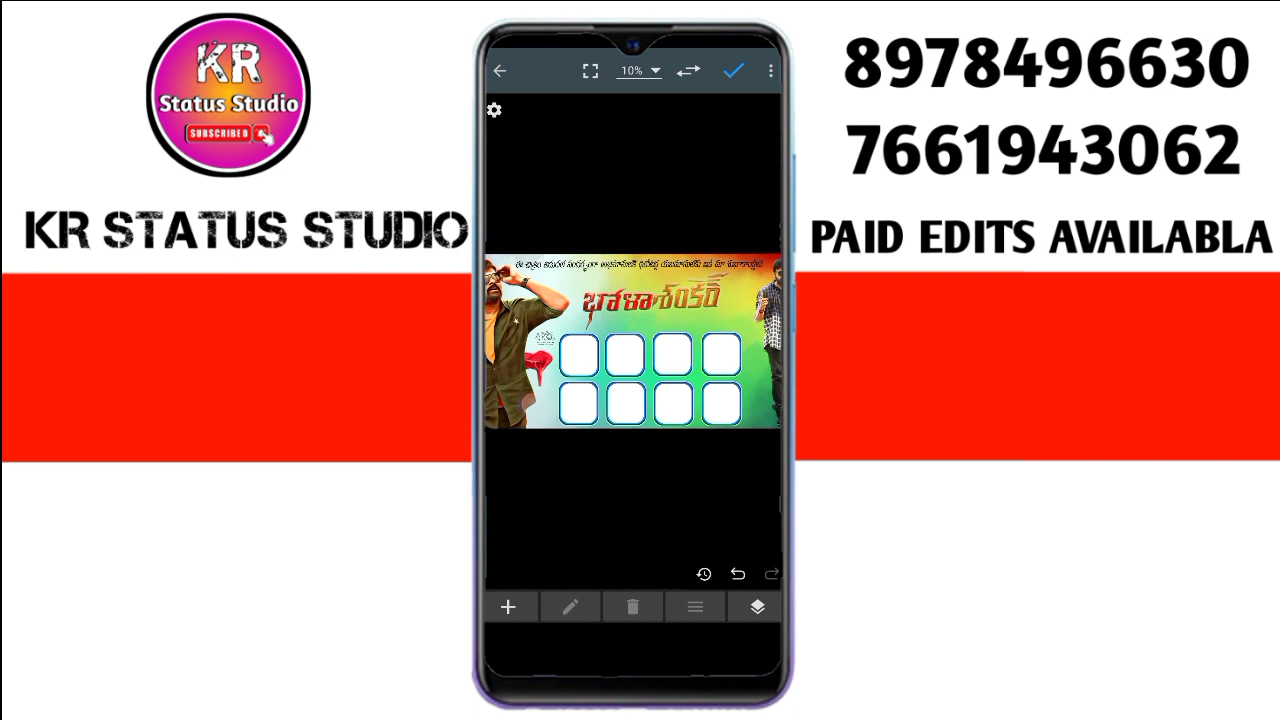 KR
Status Studio
SUBSCRIBED
KR STATUS STUDIO
8978496630
7661943062
PAID EDITS AVAILABLA
10%
భోళాశంకర్